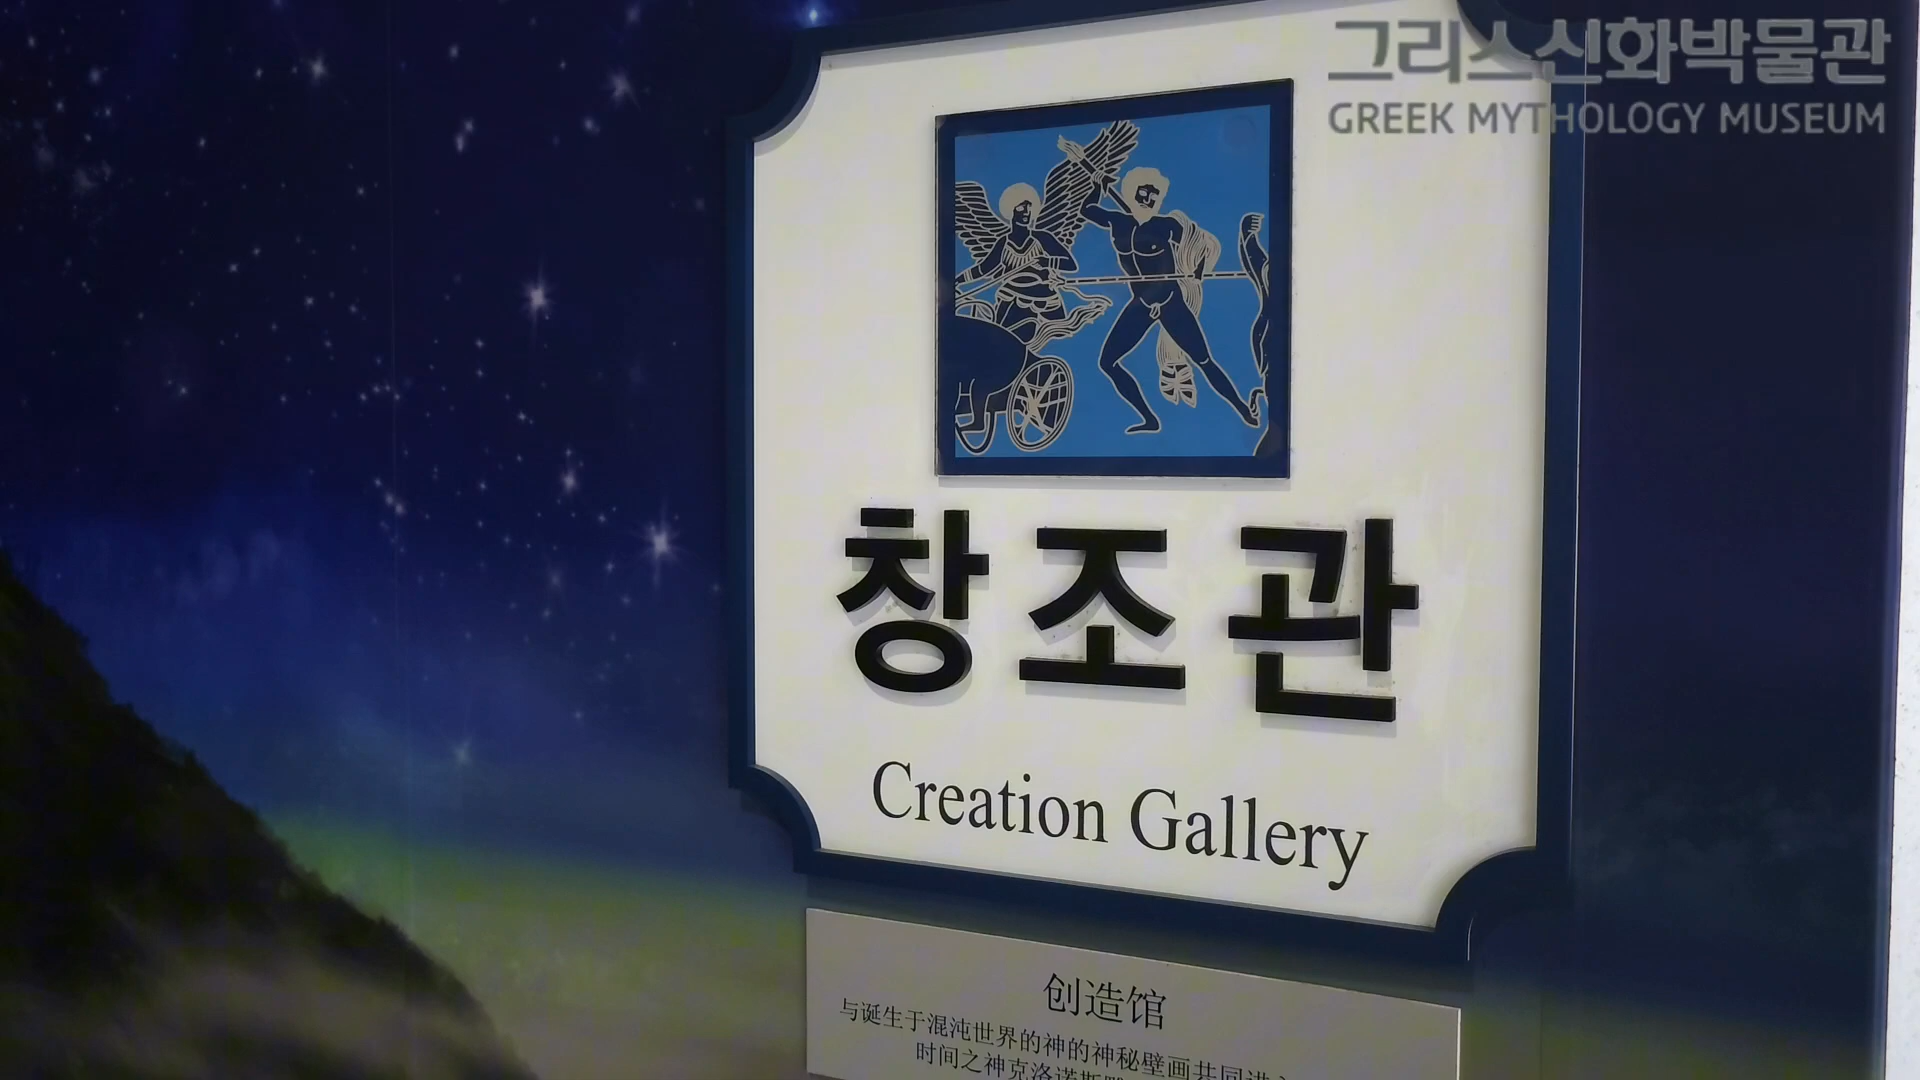 그리스신화박물관
GREEK MYTHOLOGY MUSEUM
창조관
Creation Gallery
创造馆
与诞生于混沌世界的神的神秘壁画共同进
时间之神克洛诺斯